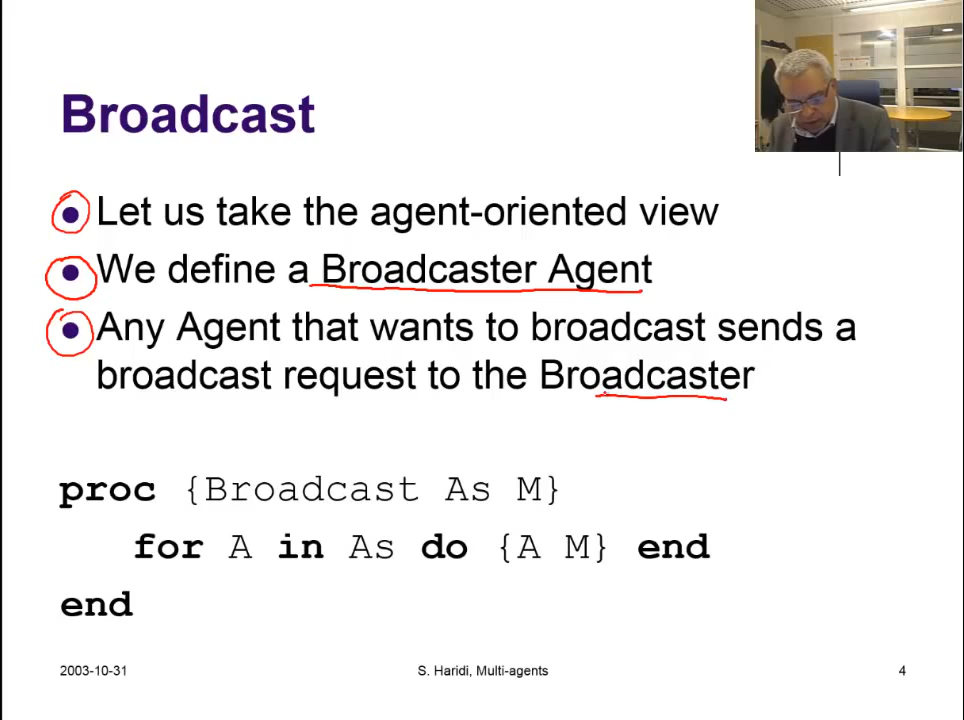 Broadcast
● Let us take the agent-oriented view
● We define a Broadcaster Agent
● Any Agent that wants to broadcast sends a
broadcast request to the Broadcaster
proc {Broadcast As M}
for A in As do {A M} end
end
2003-10-31
S. Haridi, Multi-agents
4